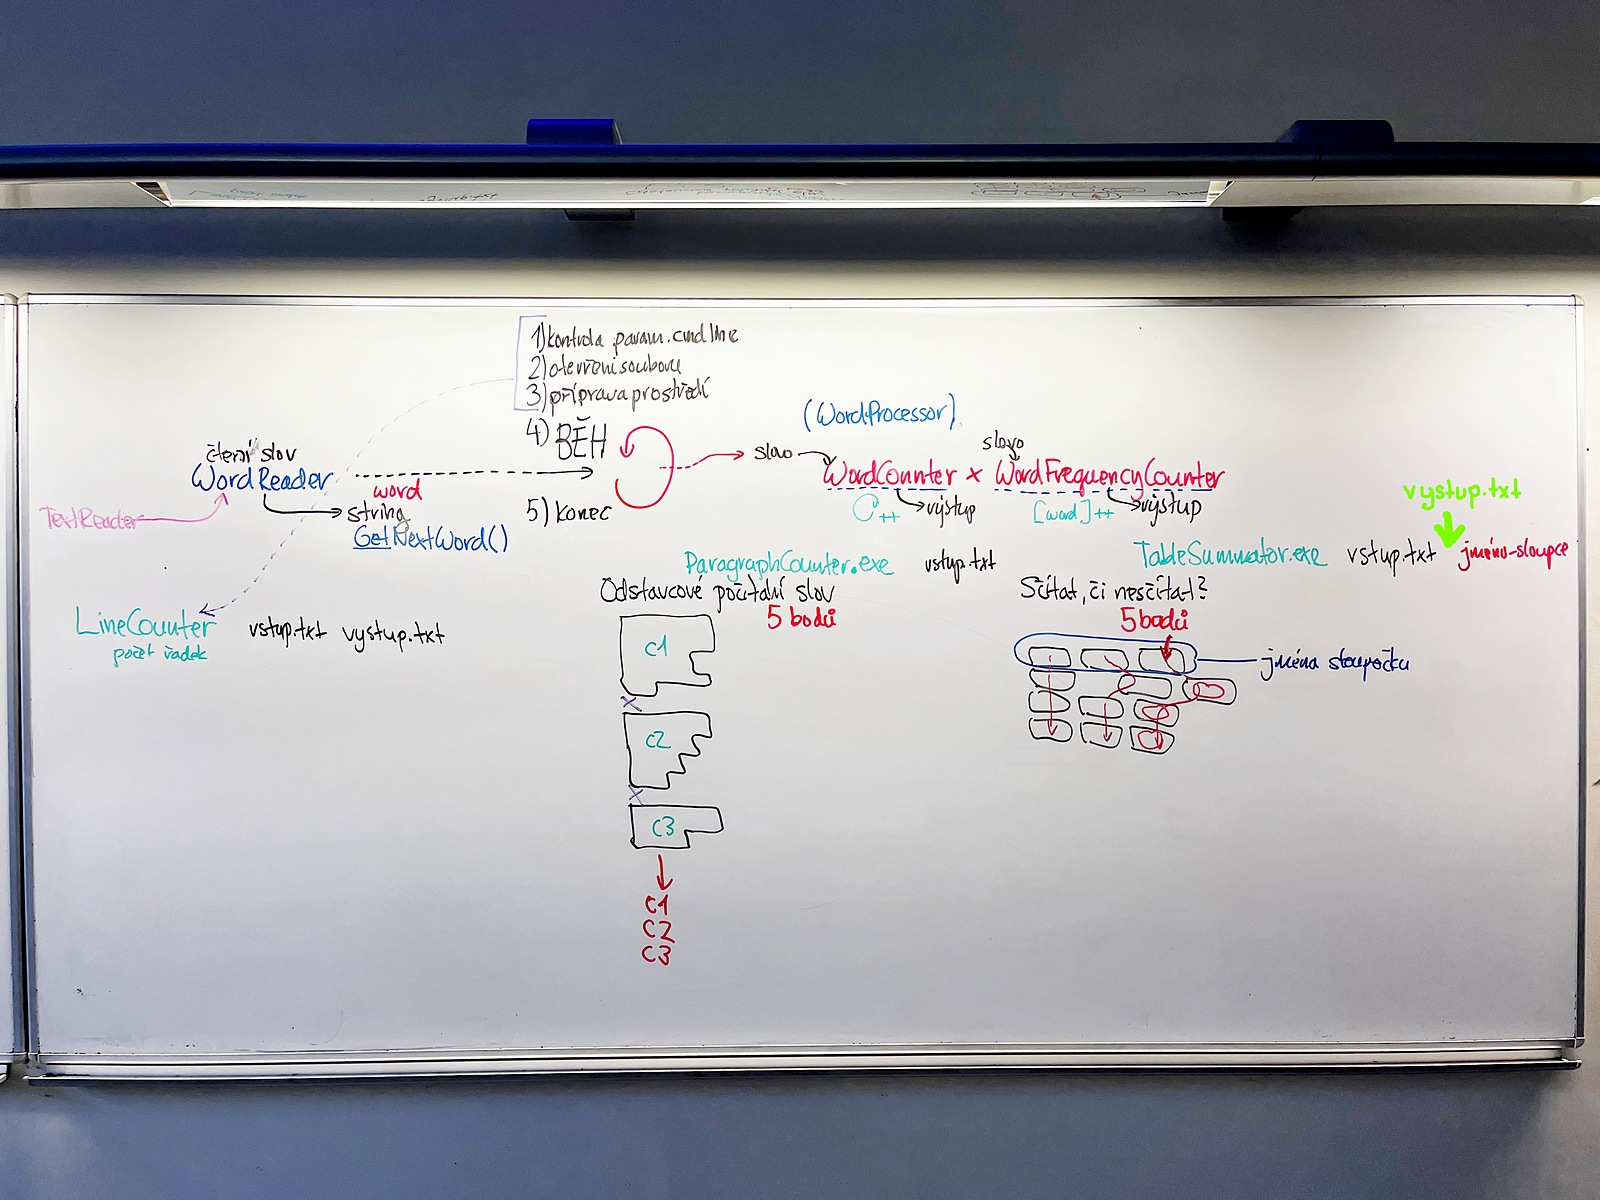 1) kontrola param. cmd line
2) otevření souboru
3) příprava prostředí
4) BĚH
5) konec
čtení slov
WordReader
TextReader
word
string
GetNextWord()
slovo
(WordProcessor)
slovo
WordCounter x WordFrequencyCounter
C++ výstup
[word]++ výstup
LineCounter vstup.txt vystup.txt
počet řádek
ParagraphCounter.exe vstup.txt
Odstavcové počítání slov
5 bodů
C1
x
C2
x
C3
C1
C2
C3
vystup.txt
TableSummator.exe vstup.txt jméno-sloupce
Sčítat, či nesčítat?
5 bodů
jména sloupečku